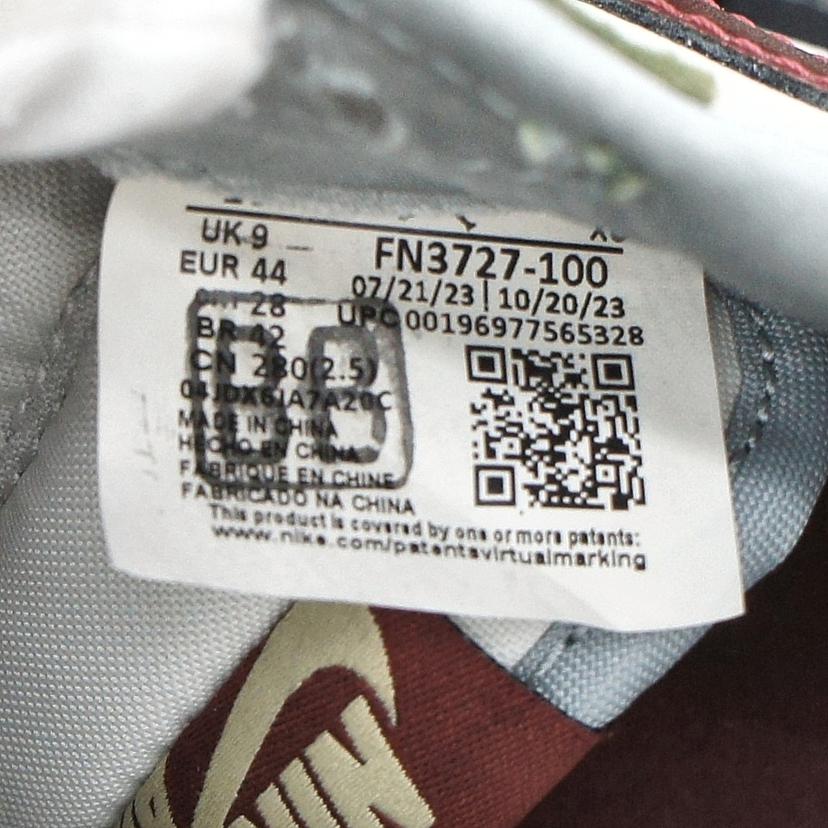 UK 9
EUR 44
FN3727-100
07/21/23 | 10/20/23
28
UPC 00196977565328
BR 42
CN 280(2.5)
MADE IN CHINA
HECHO EN CHINA
FABRIQUE EN CHINE
FABRICADO NA CHINA
This product is covered by one or more patents:
www.nike.com/patentsvirtualmarking